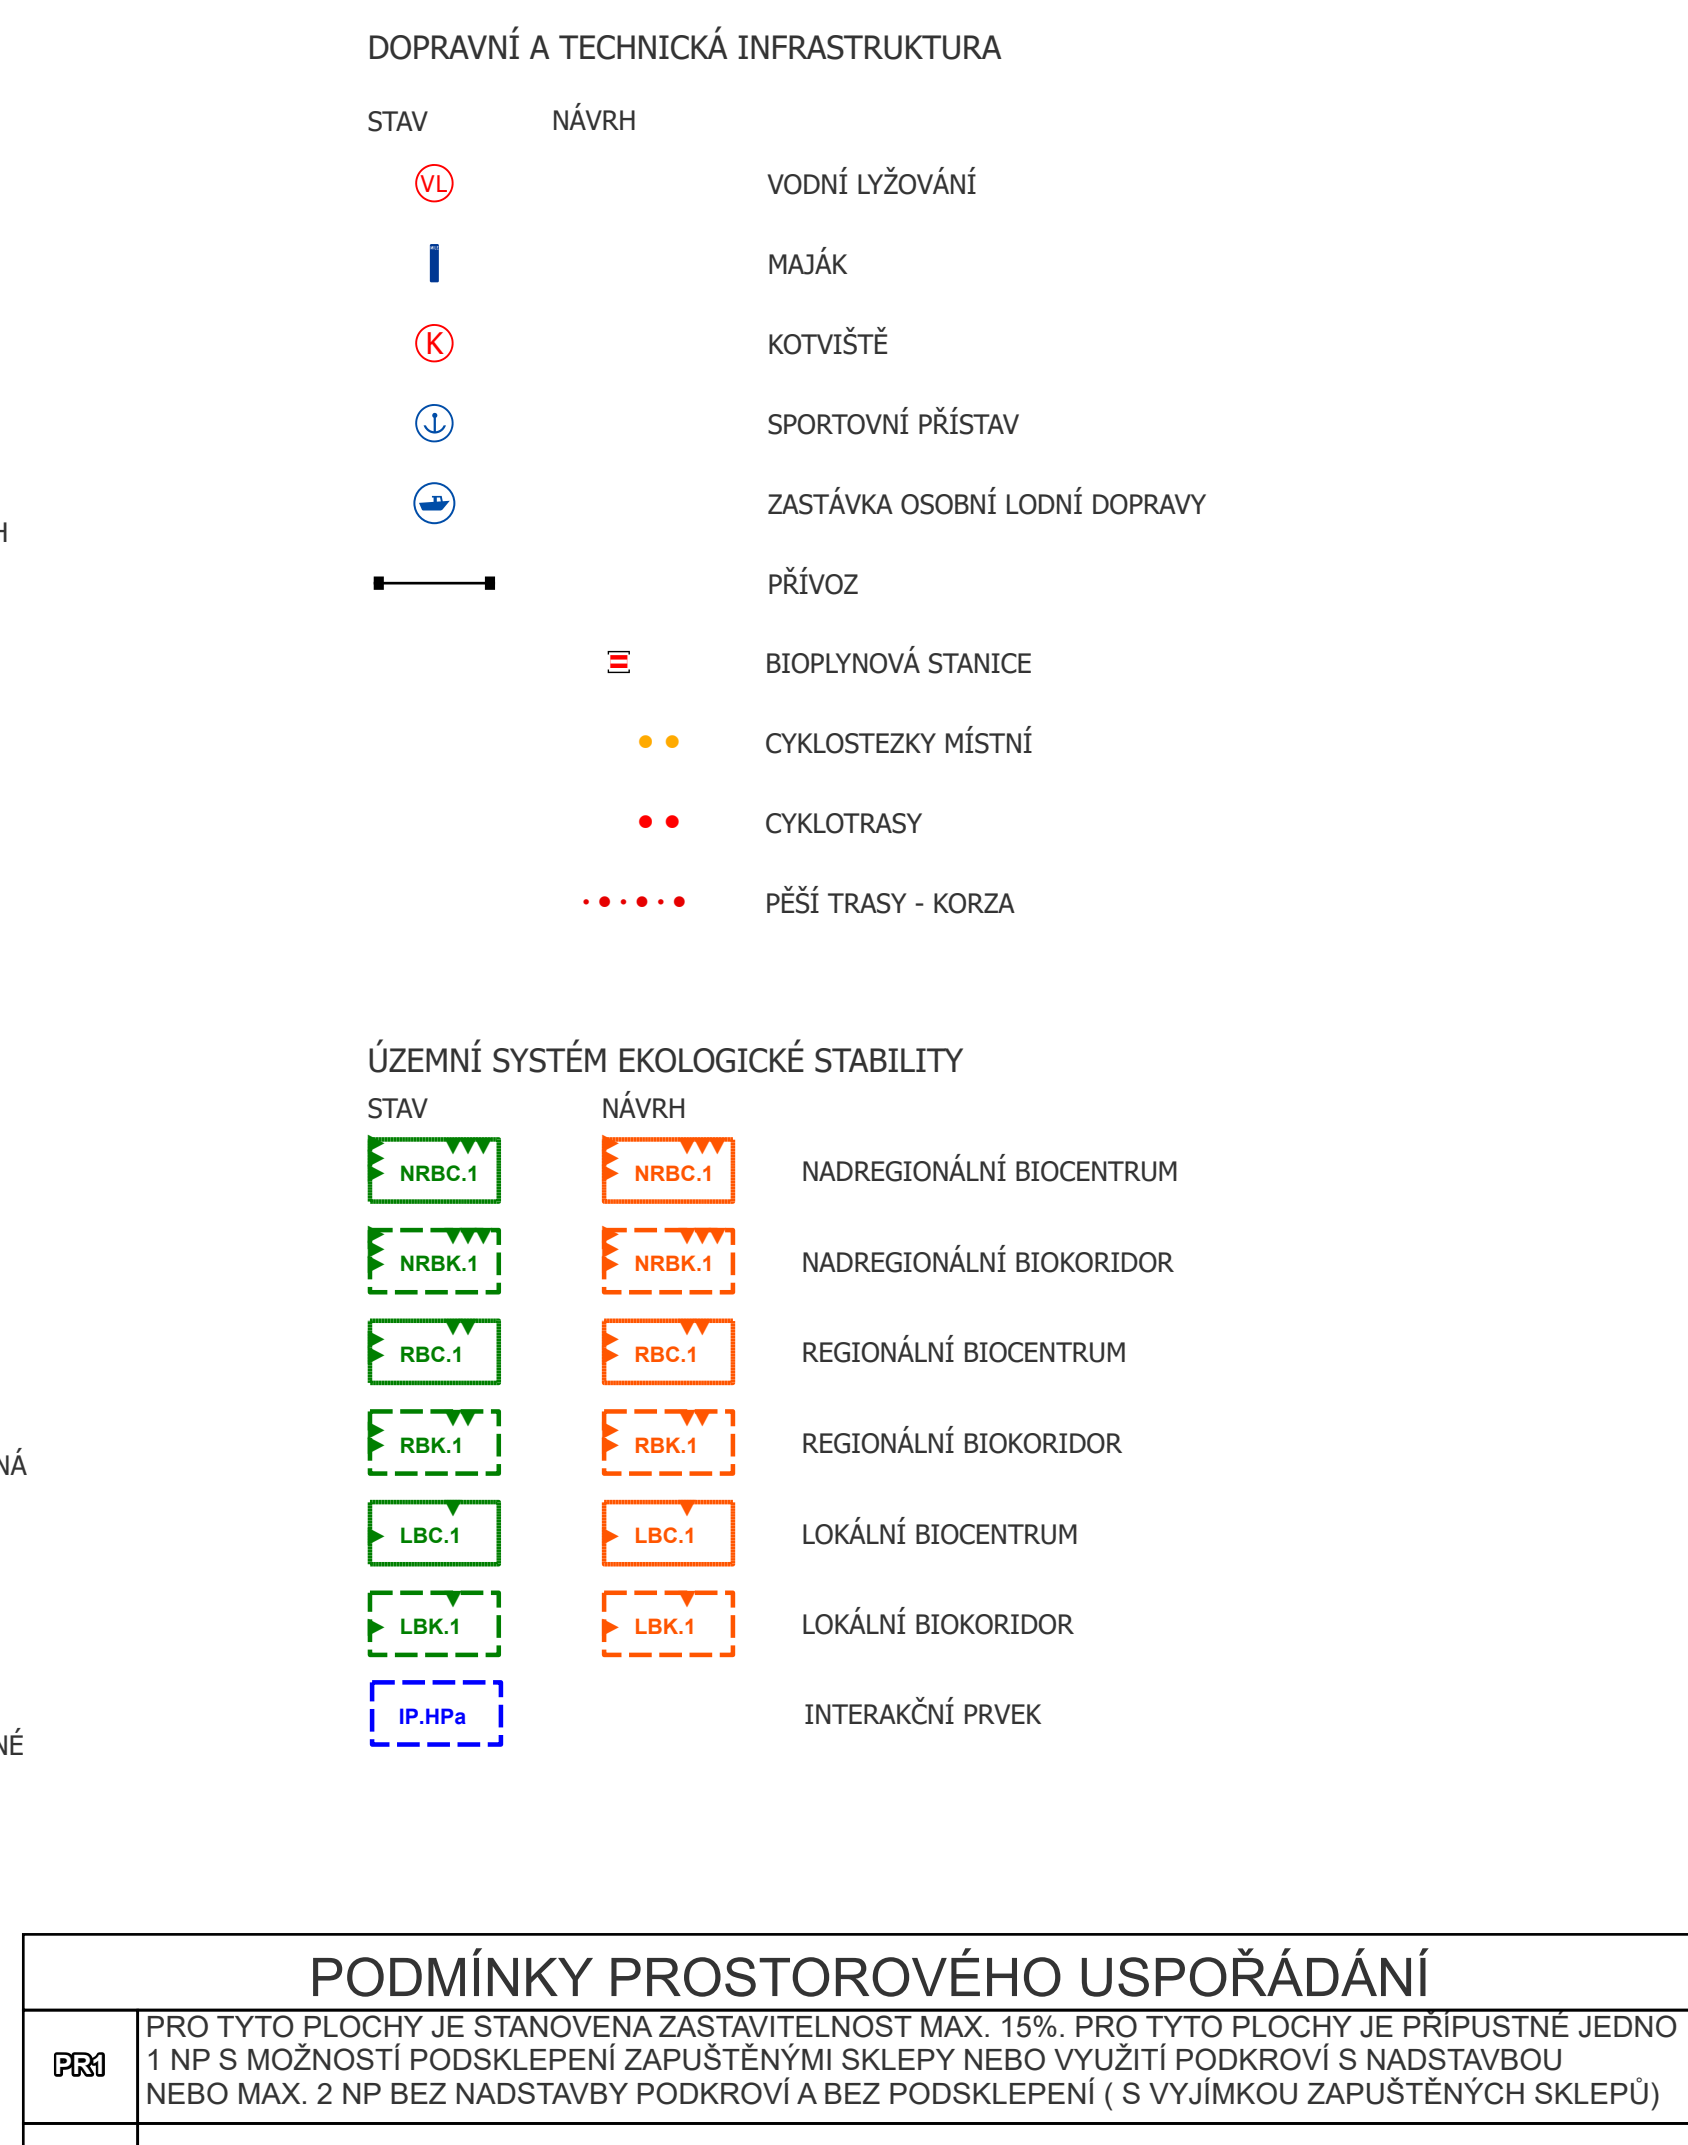 DOPRAVNÍ A TECHNICKÁ INFRASTRUKTURA
STAV NÁVRH
VL VODNÍ LYŽOVÁNÍ
MAJÁK
K KOTVIŠTĚ
SPORTOVNÍ PŘÍSTAV
ZASTÁVKA OSOBNÍ LODNÍ DOPRAVY
H
PŘÍVOZ
BIOPLYNOVÁ STANICE
CYKLOSTEZKY MÍSTNÍ
CYKLOTRASY
PĚŠÍ TRASY - KORZA
ÚZEMNÍ SYSTÉM EKOLOGICKÉ STABILITY
STAV NÁVRH
NRBC.1 NRBC.1 NADREGIONÁLNÍ BIOCENTRUM
NRBK.1 NRBK.1 NADREGIONÁLNÍ BIOKORIDOR
RBC.1 RBC.1 REGIONÁLNÍ BIOCENTRUM
RBK.1 RBK.1 REGIONÁLNÍ BIOKORIDOR
NÁ
LBC.1 LBC.1 LOKÁLNÍ BIOCENTRUM
LBK.1 LBK.1 LOKÁLNÍ BIOKORIDOR
IP.HPa INTERAKČNÍ PRVEK
NÉ
PODMÍNKY PROSTOROVÉHO USPOŘÁDÁNÍ
PR1
PRO TYTO PLOCHY JE STANOVENA ZASTAVITELNOST MAX. 15%. PRO TYTO PLOCHY JE PŘÍPUSTNÉ JEDNO
1 NP S MOŽNOSTÍ PODSKLEPENÍ ZAPUŠTĚNÝMI SKLEPY NEBO VYUŽITÍ PODKROVÍ S NADSTAVBOU
NEBO MAX. 2 NP BEZ NADSTAVBY PODKROVÍ A BEZ PODSKLEPENÍ ( S VYJÍMKOU ZAPUŠTĚNÝCH SKLEPŮ)